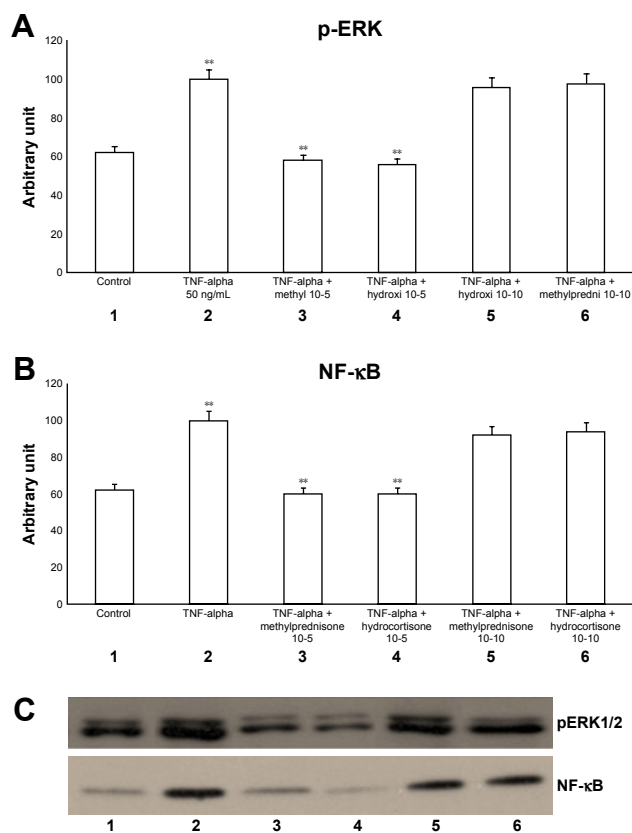 A
p-ERK
Arbitrary unit
120
100
80
60
40
20
0
** ** **
Control TNF-alpha TNF-alpha + TNF-alpha + TNF-alpha + TNF-alpha +
50 ng/mL methyl 10-5 hydroxi 10-5 hydroxi 10-10 methylpredni 10-10
1 2 3 4 5 6
B
NF-κB
Arbitrary unit
120
100
80
60
40
20
0
** ** **
Control TNF-alpha TNF-alpha + TNF-alpha + TNF-alpha + TNF-alpha +
methylprednisone hydrocortisone methylprednisone hydrocortisone
10-5 10-5 10-10 10-10
1 2 3 4 5 6
C
pERK1/2
NF-κB
1 2 3 4 5 6